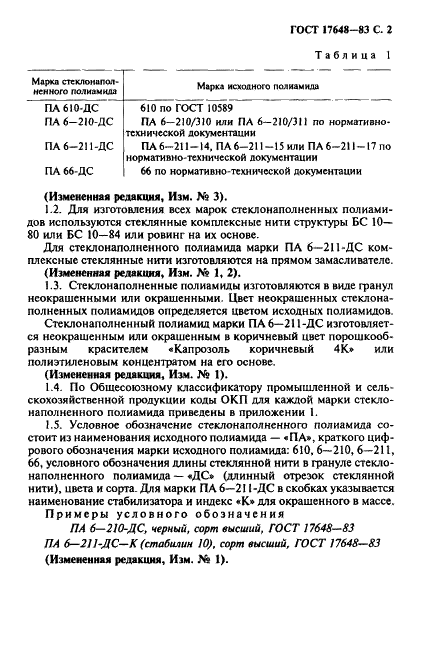 ГОСТ 17648—83 С. 2
Таблица 1
Марка стеклонапол-
ненного полиамида
Марка исходного полиамида
ПА 610-ДС
610 по ГОСТ 10589
ПА 6—210-ДС
ПА 6—210/310 или ПА 6—210/311 по нормативно-
технической документации
ПА 6—211-ДС
ПА 6—211—14, ПА 6—211—15 или ПА 6—211—17 по
нормативно-технической документации
ПА 66-ДС
66 по нормативно-технической документации
(Измененная редакция, Изм. № 3).
1.2. Для изготовления всех марок стеклонаполненных полиами-
дов используются стеклянные комплексные нити структуры БС 10—
80 или БС 10—84 или ровинг на их основе.
Для стеклонаполненного полиамида марки ПА 6—211-ДС ком-
плексные стеклянные нити изготовляются на прямом замасливателе.
(Измененная редакция, Изм. № 1, 2).
1.3. Стеклонаполненные полиамиды изготовляются в виде гранул
неокрашенными или окрашенными. Цвет неокрашенных стеклона-
полненных полиамидов определяется цветом исходных полиамидов.
Стеклонаполненный полиамид марки ПА 6—211-ДС изготовляет-
ся неокрашенным или окрашенным в коричневый цвет порошкооб-
разным красителем «Капрозоль коричневый 4К» или
полиэтиленовым концентратом на его основе.
(Измененная редакция, Изм. № 1).
1.4. По Общесоюзному классификатору промышленной и сель-
скохозяйственной продукции коды ОКП для каждой марки стекло-
наполненного полиамида приведены в приложении 1.
1.5. Условное обозначение стеклонаполненного полиамида со-
стоит из наименования исходного полиамида — «ПА», краткого циф-
рового обозначения марки исходного полиамида: 610, 6—210, 6—211,
66, условного обозначения длины стеклянной нити в грануле стекло-
наполненного полиамида — «ДС» (длинный отрезок стеклянной
нити), цвета и сорта. Для марки ПА 6—211-ДС в скобках указывается
наименование стабилизатора и индекс «К» для окрашенного в массе.
Примеры условного обозначения
ПА 6—210-ДС, черный, сорт высший, ГОСТ 17648—83
ПА 6—211-ДС—К (стабилин 10), сорт высший, ГОСТ 17648—83
(Измененная редакция, Изм. № 1).